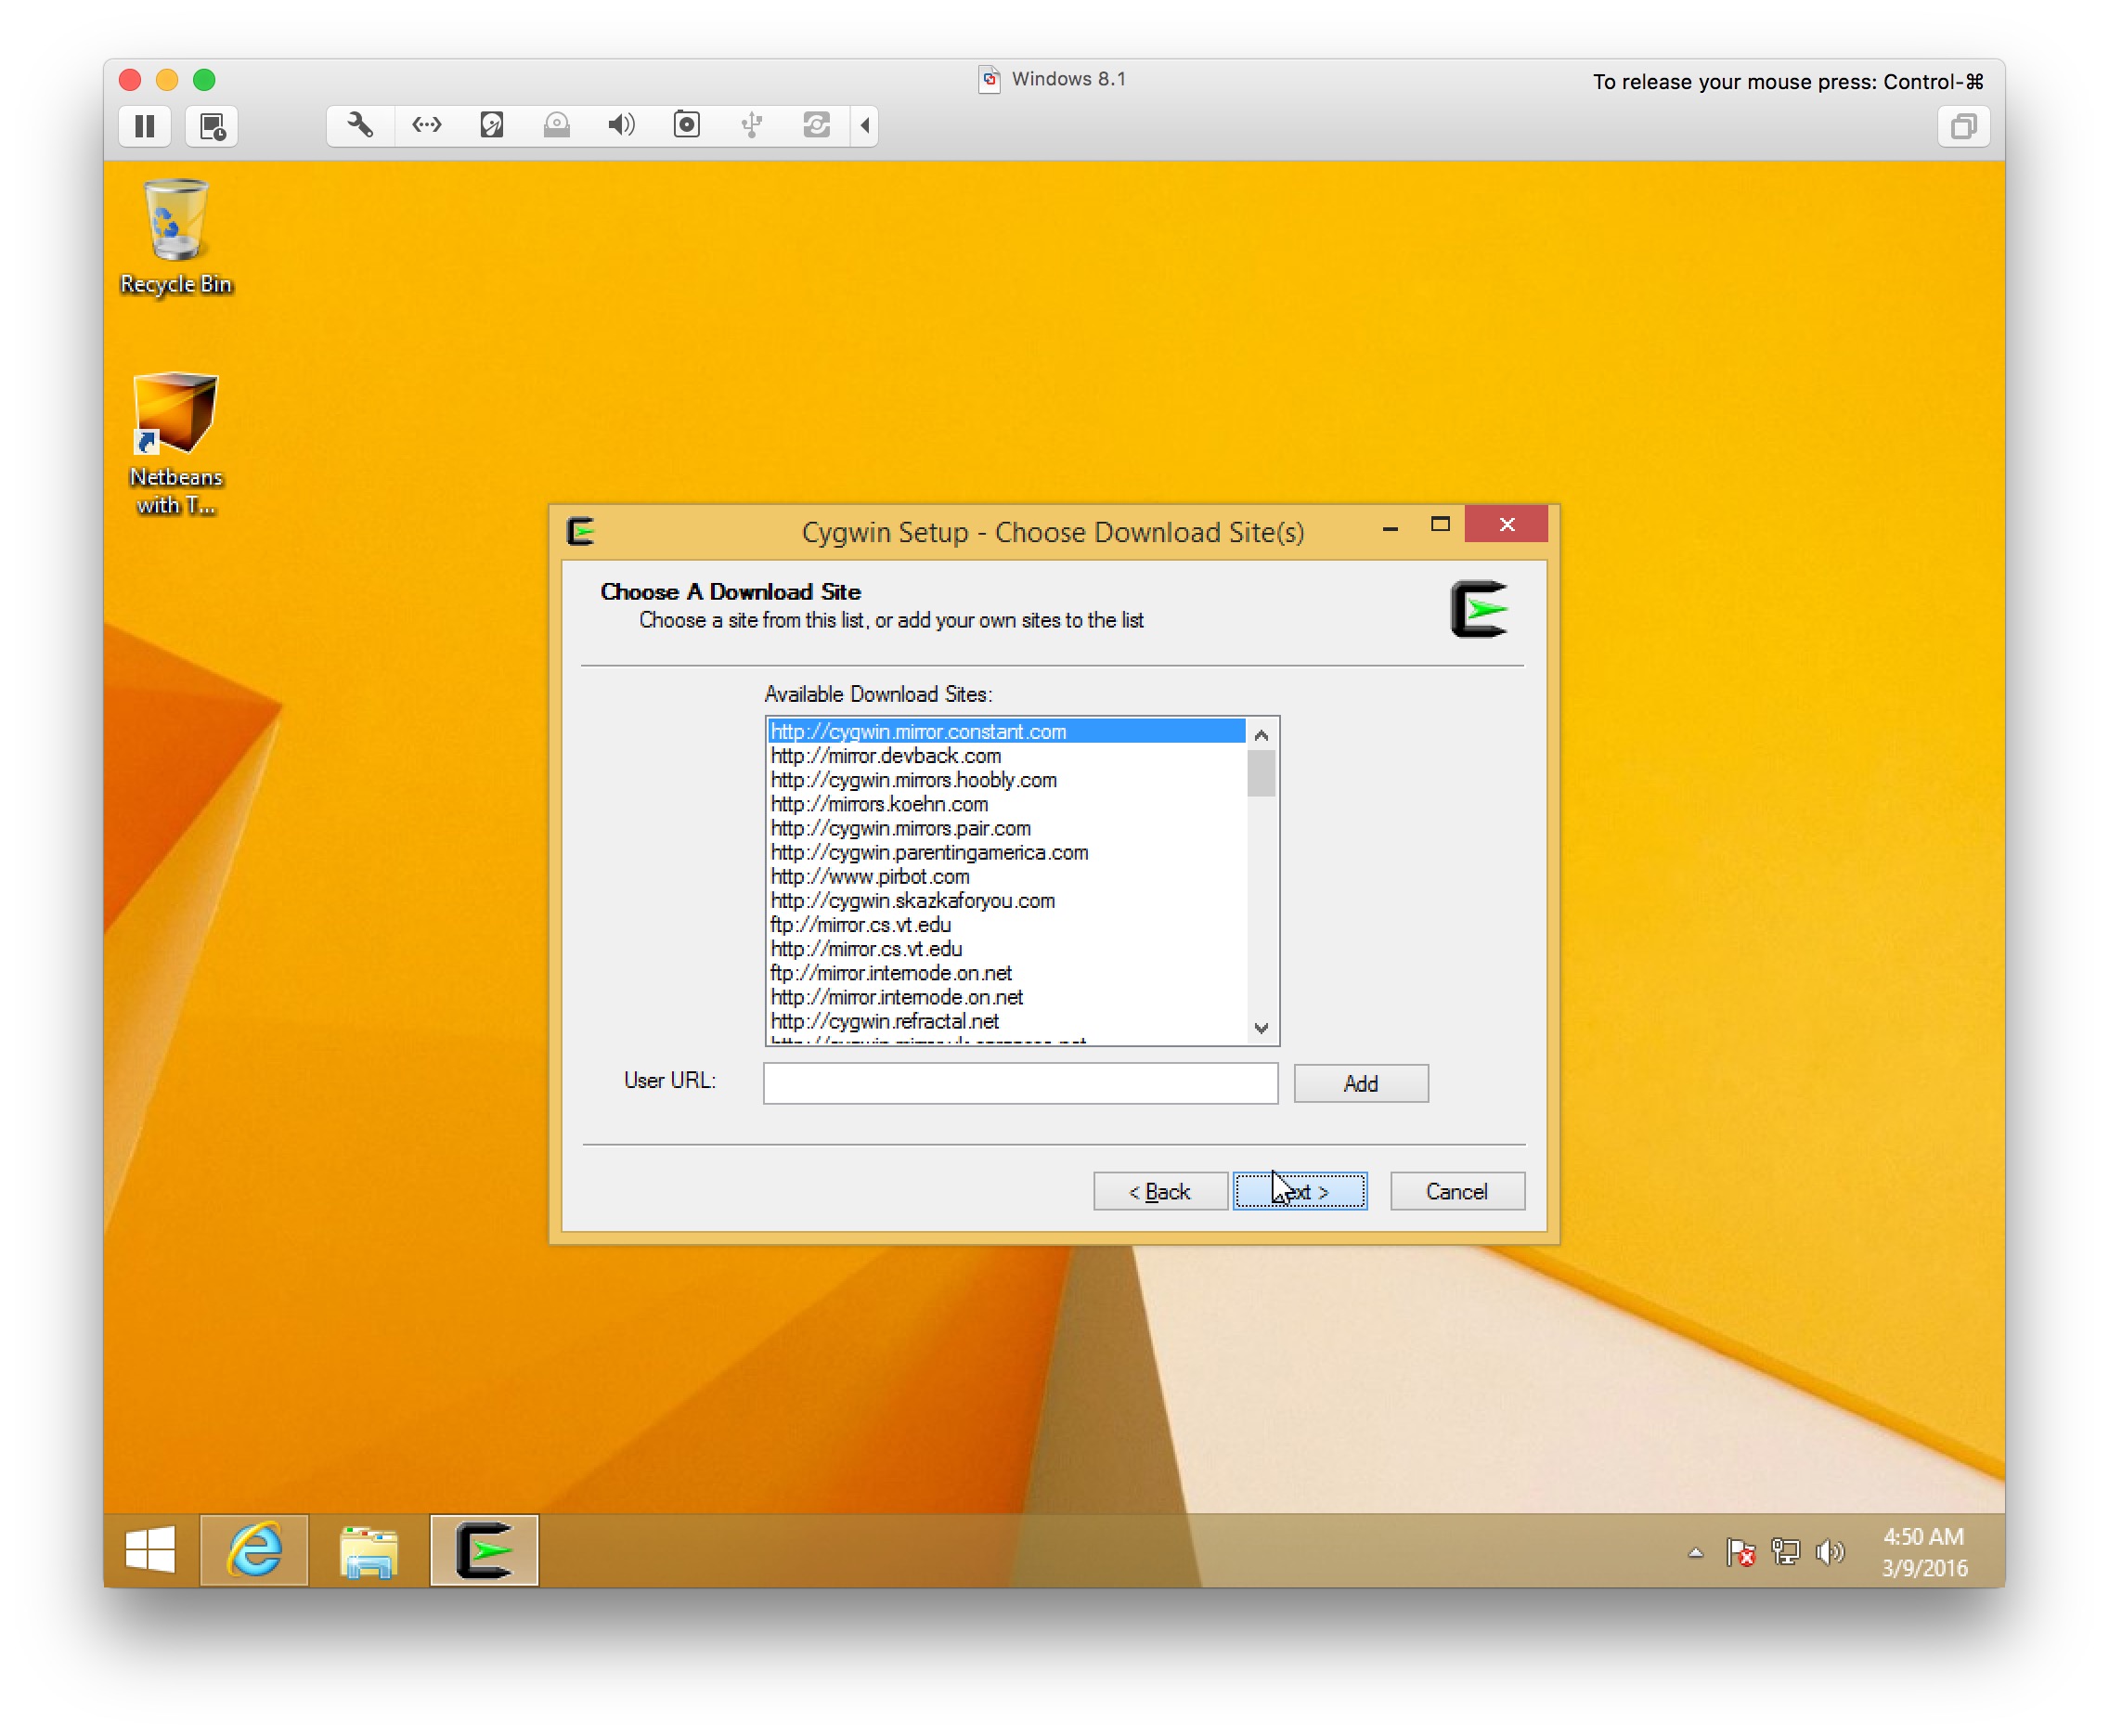 Windows 8.1
To release your mouse press: Control-⌘
Recycle Bin
Netbeans
with T...
Cygwin Setup - Choose Download Site(s)
Choose A Download Site
Choose a site from this list, or add your own sites to the list
Available Download Sites:
http://cygwin.mirror.constant.com
http://mirror.devback.com
http://cygwin.mirrors.hoobly.com
http://mirrors.koehn.com
http://cygwin.mirrors.pair.com
http://cygwin.parentingamerica.com
http://www.pirbot.com
http://cygwin.skazkaforyou.com
ftp://mirror.cs.vt.edu
http://mirror.cs.vt.edu
ftp://mirror.internode.on.net
http://mirror.internode.on.net
http://cygwin.refractal.net
User URL:
Add
< Back
>
Cancel
4:50 AM
3/9/2016